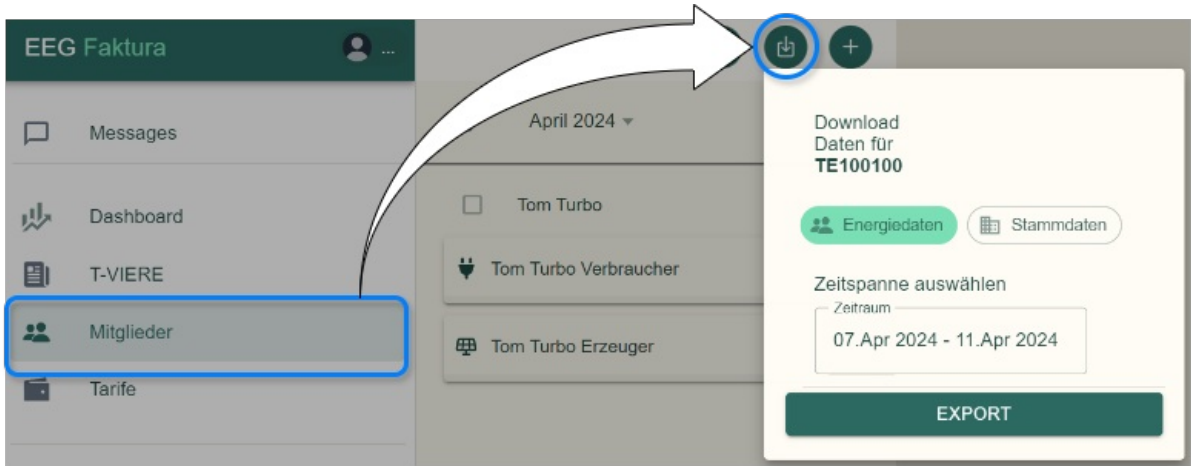 EEG Faktura
...
Messages
Dashboard
T-VIERE
Mitglieder
Tarife
April 2024
Tom Turbo
Tom Turbo Verbraucher
Tom Turbo Erzeuger
Download
Daten für
TE100100
Energiedaten
Stammdaten
Zeitspanne auswählen
Zeitraum
07.Apr 2024 - 11.Apr 2024
EXPORT